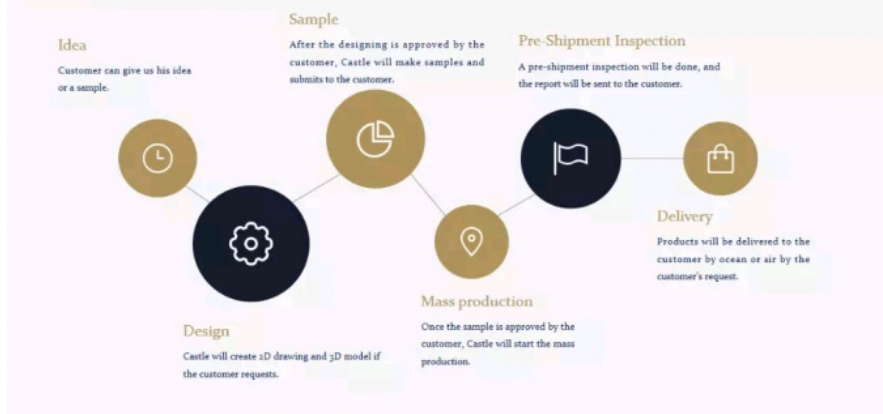 Idea
Customer can give us his idea
or a sample.
Design
Castle will create 2D drawing and 3D model if
the customer requests.
Sample
After the designing is approved by the
customer, Castle will make samples and
submits to the customer.
Mass production
Once the sample is approved by the
customer, Castle will start the mass
production.
Pre-Shipment Inspection
A pre-shipment inspection will be done, and
the report will be sent to the customer.
Delivery
Products will be delivered to the
customer by ocean or air by the
customer's request.